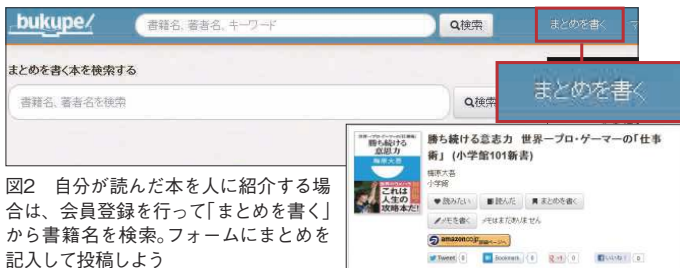 bukupe/
書籍名, 著者名, キーワード
検索
まとめを書く
マ
まとめを書く本を検索する
書籍名、著者名を検索
検索
まとめを書く
勝ち続ける意志力 世界一プロ・ゲーマーの「仕事
術」 (小学館101新書)
梅原大吾
小学館
読みたい 読んだ まとめを書く
メモを書く メモはまだありません
勝ち続ける
意志力
これは
人生の
攻略本だ!
amazon.co.jp
Tweet 0 Bookmark 0 +1 0 いいね! 0
図2 自分が読んだ本を人に紹介する場
合は、会員登録を行って「まとめを書く」
から書籍名を検索。フォームにまとめを
記入して投稿しよう